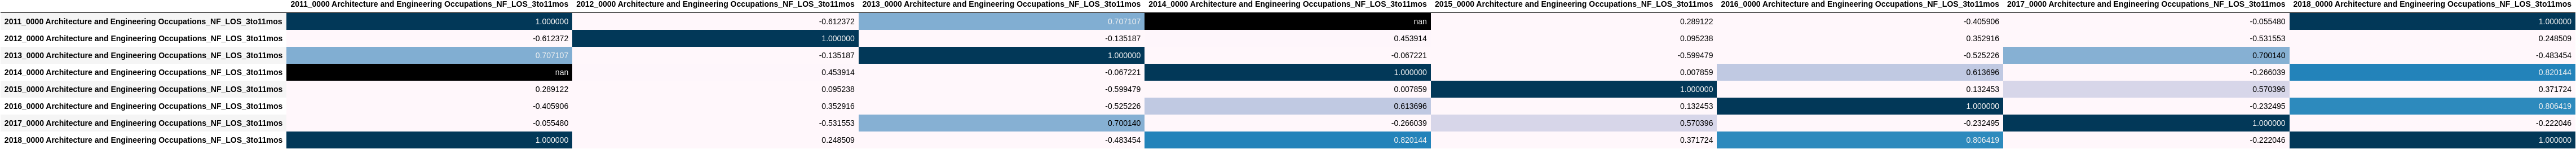 2011_0000 Architecture and Engineering Occupations_NF_LOS_3to11mos 2012_0000 Architecture and Engineering Occupations_NF_LOS_3to11mos 2013_0000 Architecture and Engineering Occupations_NF_LOS_3to11mos 2014_0000 Architecture and Engineering Occupations_NF_LOS_3to11mos 2015_0000 Architecture and Engineering Occupations_NF_LOS_3to11mos 2016_0000 Architecture and Engineering Occupations_NF_LOS_3to11mos 2017_0000 Architecture and Engineering Occupations_NF_LOS_3to11mos 2018_0000 Architecture and Engineering Occupations_NF_LOS_3to11mos
2011_0000 Architecture and Engineering Occupations_NF_LOS_3to11mos 1.000000 -0.612372 0.707107 nan 0.289122 -0.405906 -0.055480 1.000000
2012_0000 Architecture and Engineering Occupations_NF_LOS_3to11mos -0.612372 1.000000 -0.135187 0.453914 0.095238 0.352916 -0.531553 0.248509
2013_0000 Architecture and Engineering Occupations_NF_LOS_3to11mos 0.707107 -0.135187 1.000000 -0.067221 -0.599479 -0.525226 0.700140 -0.483454
2014_0000 Architecture and Engineering Occupations_NF_LOS_3to11mos nan 0.453914 -0.067221 1.000000 0.007859 0.613696 -0.266039 0.820144
2015_0000 Architecture and Engineering Occupations_NF_LOS_3to11mos 0.289122 0.095238 -0.599479 0.007859 1.000000 0.132453 0.570396 0.371724
2016_0000 Architecture and Engineering Occupations_NF_LOS_3to11mos -0.405906 0.352916 -0.525226 0.613696 0.132453 1.000000 -0.232495 0.806419
2017_0000 Architecture and Engineering Occupations_NF_LOS_3to11mos -0.055480 -0.531553 0.700140 -0.266039 0.570396 -0.232495 1.000000 -0.222046
2018_0000 Architecture and Engineering Occupations_NF_LOS_3to11mos 1.000000 0.248509 -0.483454 0.820144 0.371724 0.806419 -0.222046 1.000000